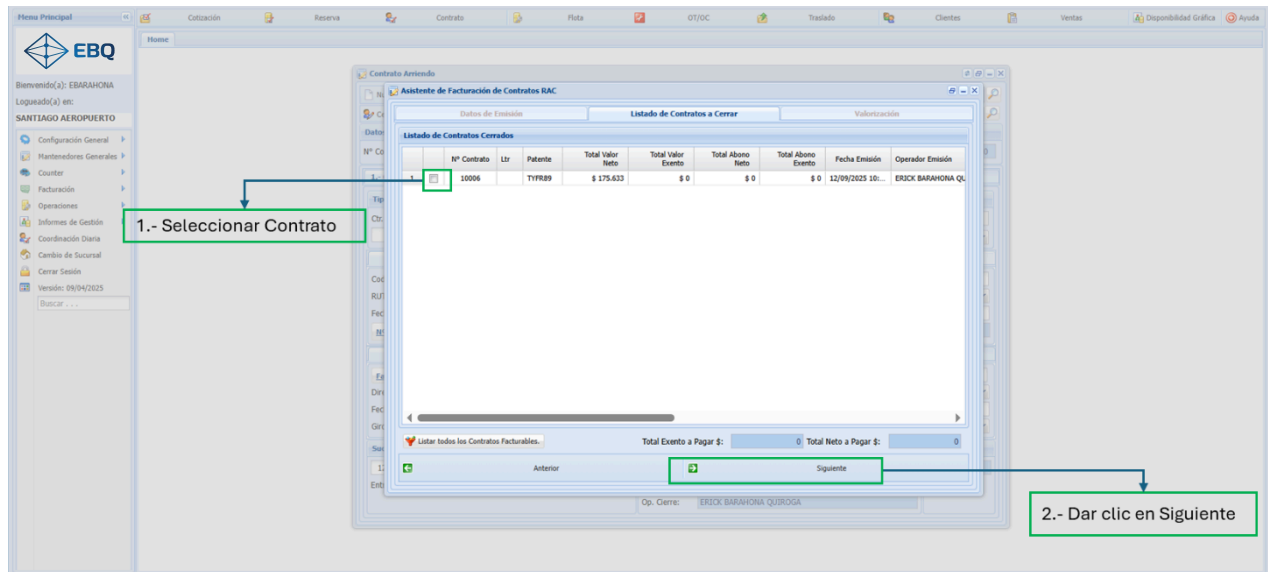 Menu Principal
Cotización
Reserva
Contrato
Flota
OT/OC
Traslado
Clientes
Ventas
Disponibilidad Gráfica
Ayuda
EBQ
Home
Bienvenido(a): EBARAHONA
Logueado(a) en:
SANTIAGO AEROPUERTO
Configuración General
Mantenedores Generales
Counter
Facturación
Operaciones
Informes de Gestión
Coordinación Diaria
Cambio de Sucursal
Cerrar Sesión
Versión: 09/04/2025
Buscar . . .
Contrato Arriendo
Asistente de Facturación de Contratos RAC
Datos de Emisión
Listado de Contratos a Cerrar
Valorización
Listado de Contratos Cerrados
Nº Contrato Ltr Patente Total Valor Neto Total Valor Exento Total Abono Neto Total Abono Exento Fecha Emisión Operador Emisión
1 10006 TYFR89 $ 175.633 $ 0 $ 0 $ 0 12/09/2025 10:... ERICK BARAHONA QU
1.- Seleccionar Contrato
Listar todos los Contratos Facturables.
Total Exento a Pagar $: 0 Total Neto a Pagar $: 0
Anterior
Siguiente
Op. Cierre: ERICK BARAHONA QUIROGA
2.- Dar clic en Siguiente